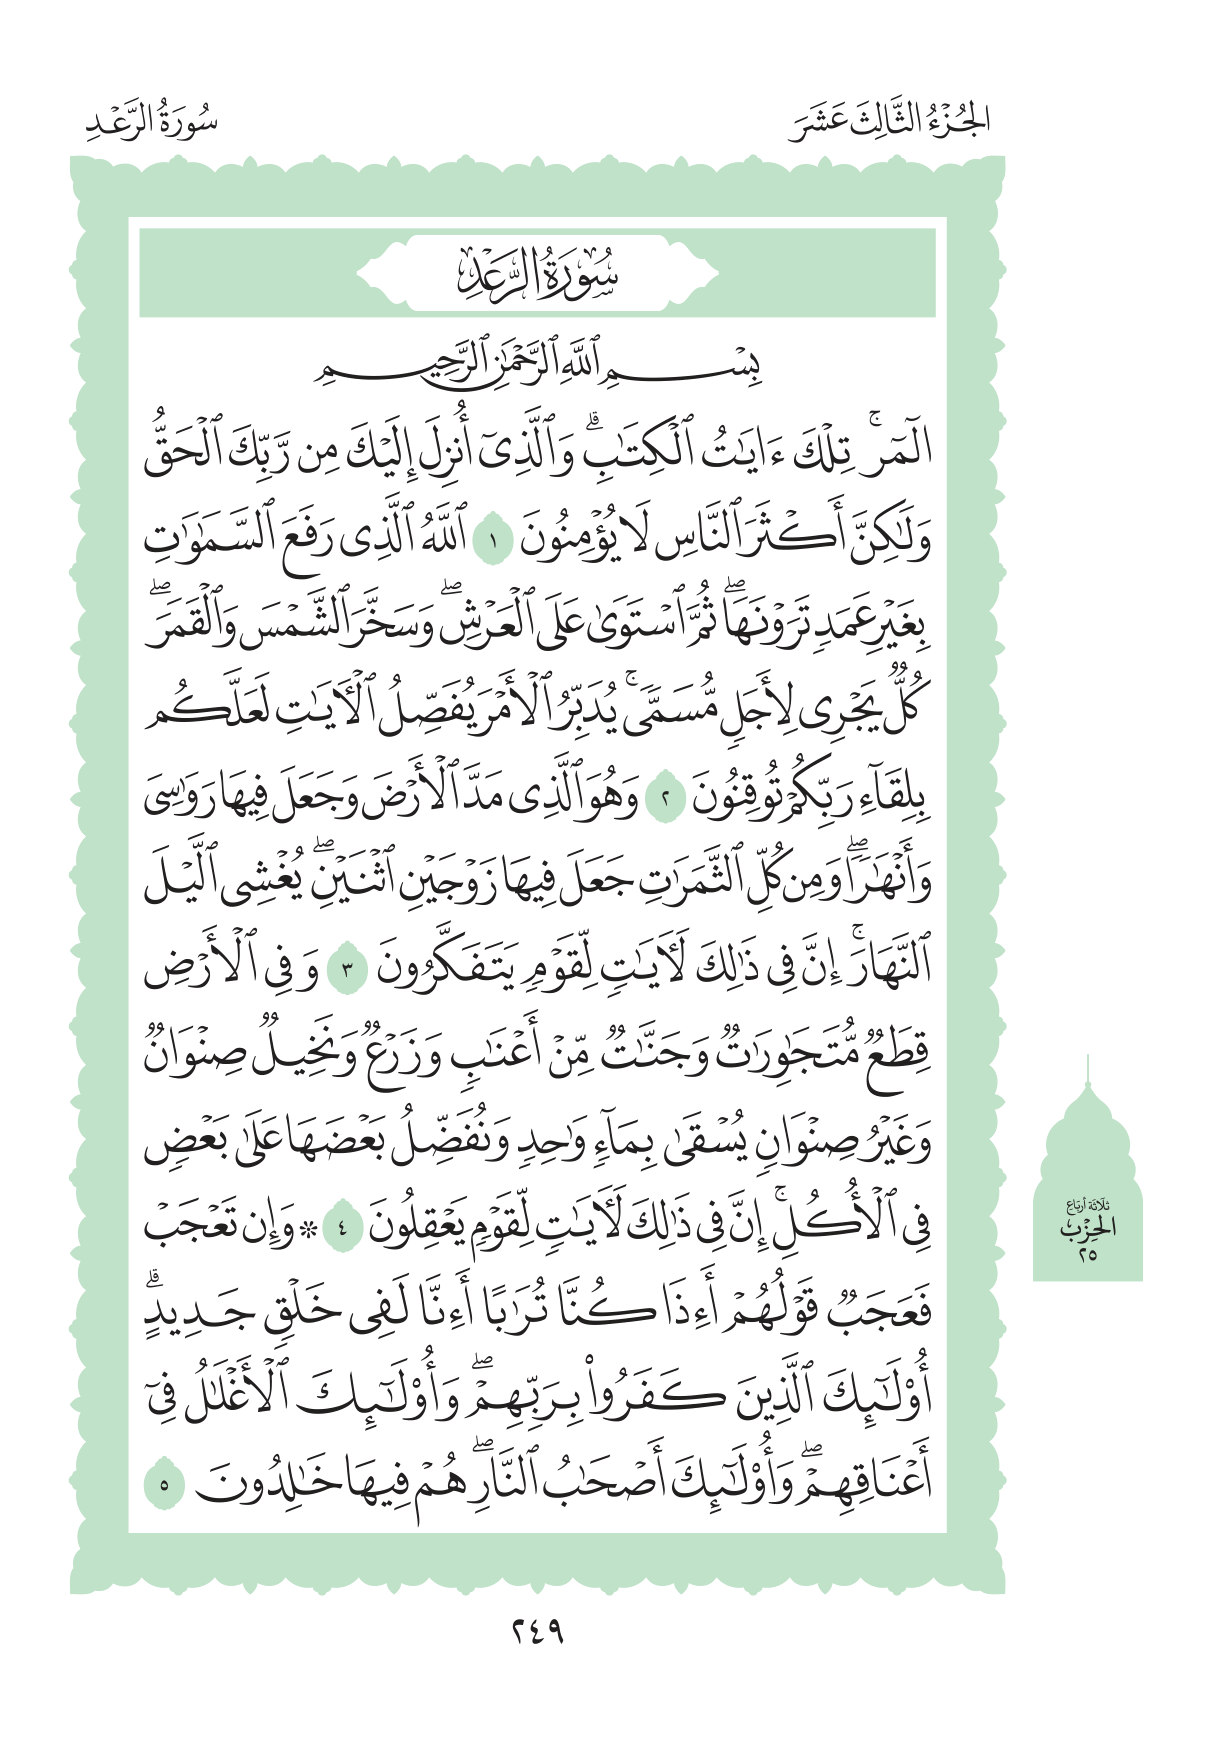 الجُزْءُ الثَّالِثَ عَشَرَ
سُورَةُ الرَّعْدِ
سُورَةُ الرَّعْدِ
بِسْمِ ٱللَّهِ ٱلرَّحْمَٰنِ ٱلرَّحِيمِ
الٓمٓرۚ تِلْكَ ءَايَٰتُ ٱلْكِتَٰبِۗ وَٱلَّذِىٓ أُنزِلَ إِلَيْكَ مِن رَّبِّكَ ٱلْحَقُّ
وَلَٰكِنَّ أَكْثَرَ ٱلنَّاسِ لَا يُؤْمِنُونَ ١ ٱللَّهُ ٱلَّذِى رَفَعَ ٱلسَّمَٰوَٰتِ
بِغَيْرِ عَمَدٍ تَرَوْنَهَاۖ ثُمَّ ٱسْتَوَىٰ عَلَى ٱلْعَرْشِۖ وَسَخَّرَ ٱلشَّمْسَ وَٱلْقَمَرَۖ
كُلٌّ يَجْرِى لِأَجَلٍ مُّسَمًّىۚ يُدَبِّرُ ٱلْأَمْرَ يُفَصِّلُ ٱلْأٓيَٰتِ لَعَلَّكُم
بِلِقَآءِ رَبِّكُمْ تُوقِنُونَ ٢ وَهُوَ ٱلَّذِى مَدَّ ٱلْأَرْضَ وَجَعَلَ فِيهَا رَوَٰسِىَ
وَأَنْهَٰرًاۖ وَمِن كُلِّ ٱلثَّمَرَٰتِ جَعَلَ فِيهَا زَوْجَيْنِ ٱثْنَيْنِۖ يُغْشِى ٱلَّيْلَ
ٱلنَّهَارَۚ إِنَّ فِى ذَٰلِكَ لَأٓيَٰتٍ لِّقَوْمٍ يَتَفَكَّرُونَ ٣ وَفِى ٱلْأَرْضِ
قِطَعٌ مُّتَجَٰوِرَٰتٌ وَجَنَّٰتٌ مِّنْ أَعْنَٰبٍ وَزَرْعٌ وَنَخِيلٌ صِنْوَانٌ
وَغَيْرُ صِنْوَانٍ يُسْقَىٰ بِمَآءٍ وَٰحِدٍ وَنُفَضِّلُ بَعْضَهَا عَلَىٰ بَعْضٍ
فِى ٱلْأُكُلِۚ إِنَّ فِى ذَٰلِكَ لَأٓيَٰتٍ لِّقَوْمٍ يَعْقِلُونَ ٤ * وَإِن تَعْجَبْ
فَعَجَبٌ قَوْلُهُمْ أَءِذَا كُنَّا تُرَٰبًا أَءِنَّا لَفِى خَلْقٍ جَدِيدٍۗ
أُو۟لَٰٓئِكَ ٱلَّذِينَ كَفَرُوا۟ بِرَبِّهِمْۖ وَأُو۟لَٰٓئِكَ ٱلْأَغْلَٰلُ فِىٓ
أَعْنَاقِهِمْۖ وَأُو۟لَٰٓئِكَ أَصْحَٰبُ ٱلنَّارِۖ هُمْ فِيهَا خَٰلِدُونَ ٥
ثلاثة أرباع
الحِزْب
٢٥
٢٤٩